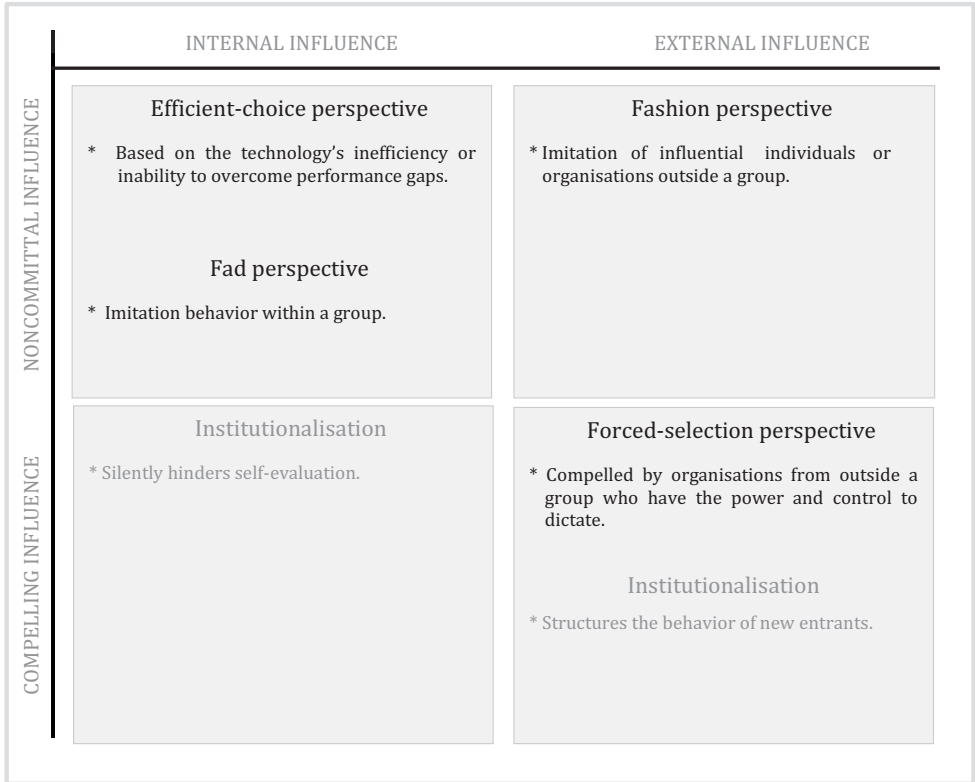 INTERNAL INFLUENCE
EXTERNAL INFLUENCE
NONCOMMITTAL INFLUENCE
Efficient-choice perspective
* Based on the technology's inefficiency or
inability to overcome performance gaps.
Fad perspective
* Imitation behavior within a group.
Fashion perspective
* Imitation of influential individuals or
organisations outside a group.
COMPELLING INFLUENCE
Institutionalisation
* Silently hinders self-evaluation.
Forced-selection perspective
* Compelled by organisations from outside a
group who have the power and control to
dictate.
Institutionalisation
* Structures the behavior of new entrants.